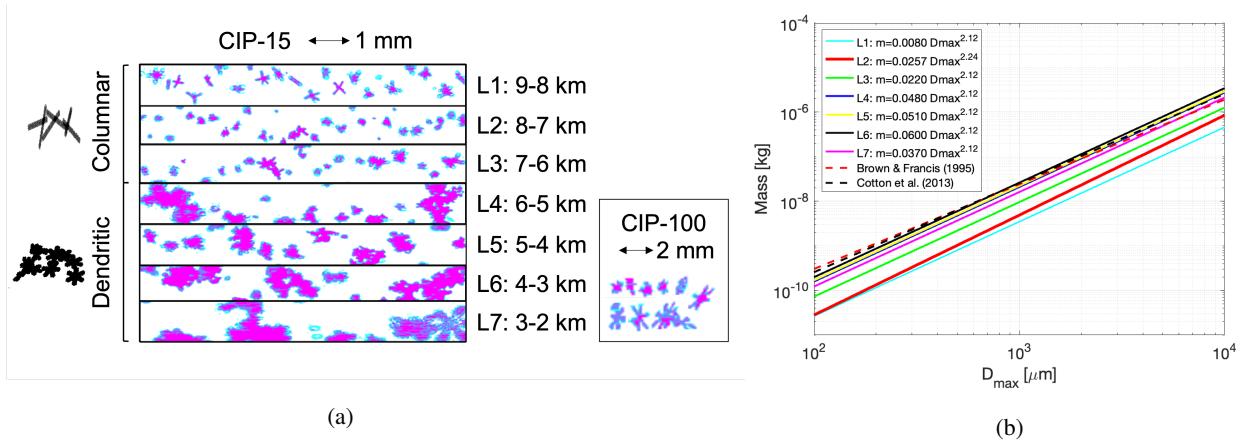 CIP-15 ⟷ 1 mm
Columnar
Dendritic
L1: 9-8 km
L2: 8-7 km
L3: 7-6 km
L4: 6-5 km
L5: 5-4 km
L6: 4-3 km
L7: 3-2 km
CIP-100
⟷ 2 mm
(a)
Mass [kg]
10^-4
10^-6
10^-8
10^-10
L1: m=0.0080 Dmax^2.12
L2: m=0.0257 Dmax^2.24
L3: m=0.0220 Dmax^2.12
L4: m=0.0480 Dmax^2.12
L5: m=0.0510 Dmax^2.12
L6: m=0.0600 Dmax^2.12
L7: m=0.0370 Dmax^2.12
Brown & Francis (1995)
Cotton et al. (2013)
10^2
10^3
10^4
D_max [μm]
(b)